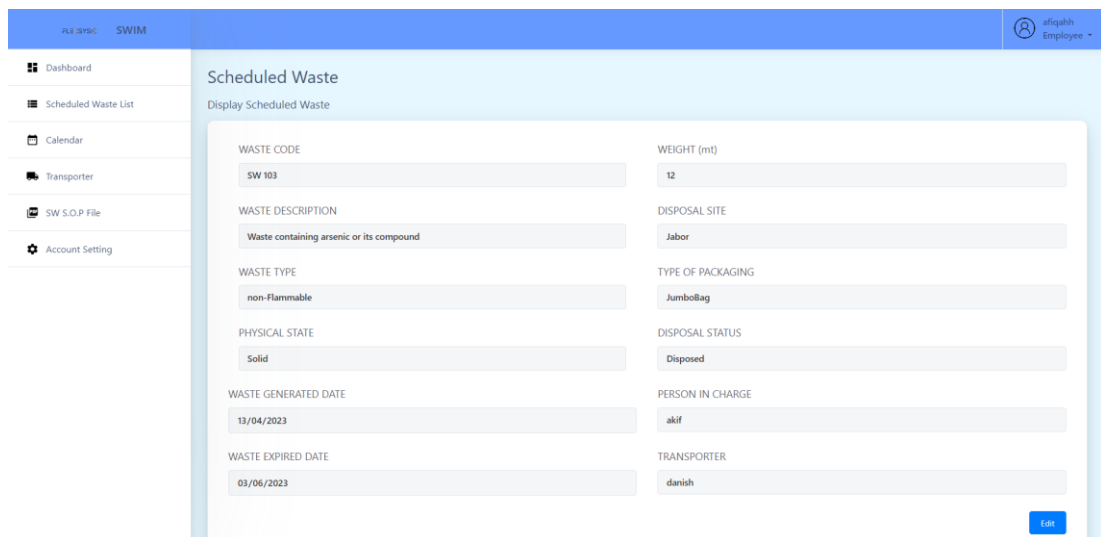 SWIM
afiqahh
Employee
Dashboard
Scheduled Waste List
Calendar
Transporter
SW S.O.P File
Account Setting
Scheduled Waste
Display Scheduled Waste
WASTE CODE
SW 103
WEIGHT (mt)
12
WASTE DESCRIPTION
Waste containing arsenic or its compound
DISPOSAL SITE
Jabor
WASTE TYPE
non-Flammable
TYPE OF PACKAGING
JumboBag
PHYSICAL STATE
Solid
DISPOSAL STATUS
Disposed
WASTE GENERATED DATE
13/04/2023
PERSON IN CHARGE
akif
WASTE EXPIRED DATE
03/06/2023
TRANSPORTER
danish
Edit